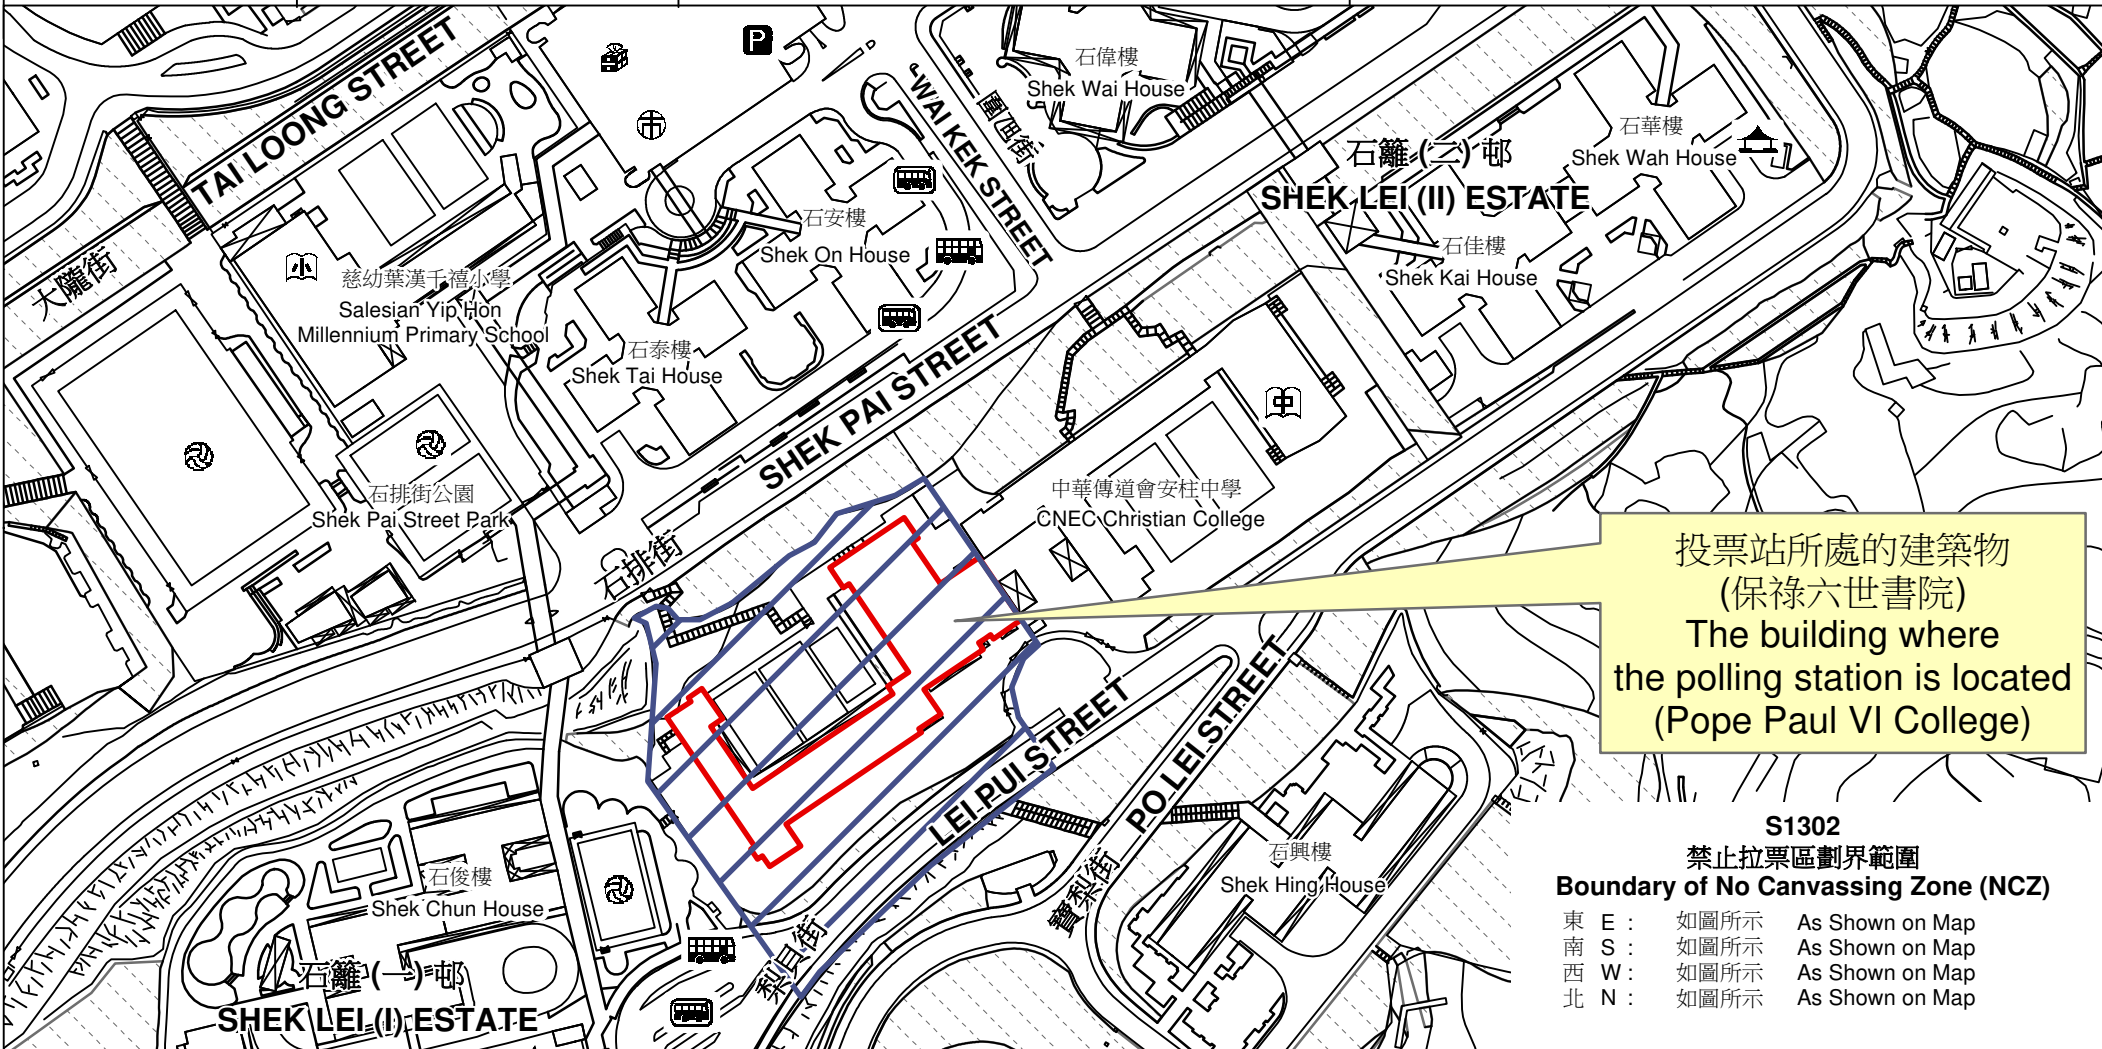 P
石偉樓
Shek Wai House
TAI LOONG STREET
WAI KEK STREET
圍乪街
石籬(二)邨
SHEK LEI (II) ESTATE
石華樓
Shek Wah House
石安樓
Shek On House
石佳樓
Shek Kai House
大隴街
小
慈幼葉漢千禧小學
Salesian Yip Hon
Millennium Primary School
石泰樓
Shek Tai House
SHEK PAI STREET
中
石排街公園
Shek Pai Street Park
中華傳道會安柱中學
CNEC Christian College
石排街
投票站所處的建築物
(保祿六世書院)
The building where
the polling station is located
(Pope Paul VI College)
LEI PUI STREET
PO LEI STREET
石興樓
Shek Hing House
寶梨街
梨貝街
石俊樓
Shek Chun House
石籬(一)邨
SHEK LEI (I) ESTATE
S1302
禁止拉票區劃界範圍
Boundary of No Canvassing Zone (NCZ)
東 E : 如圖所示 As Shown on Map
南 S : 如圖所示 As Shown on Map
西 W : 如圖所示 As Shown on Map
北 N : 如圖所示 As Shown on Map